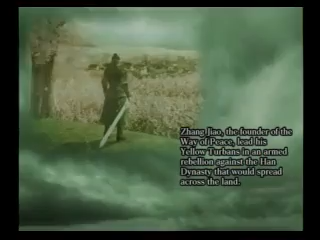 Zhang Jiao, the founder of the
Way of Peace, lead his
Yellow Turbans in an armed
rebellion against the Han
Dynasty that would spread
across the land.